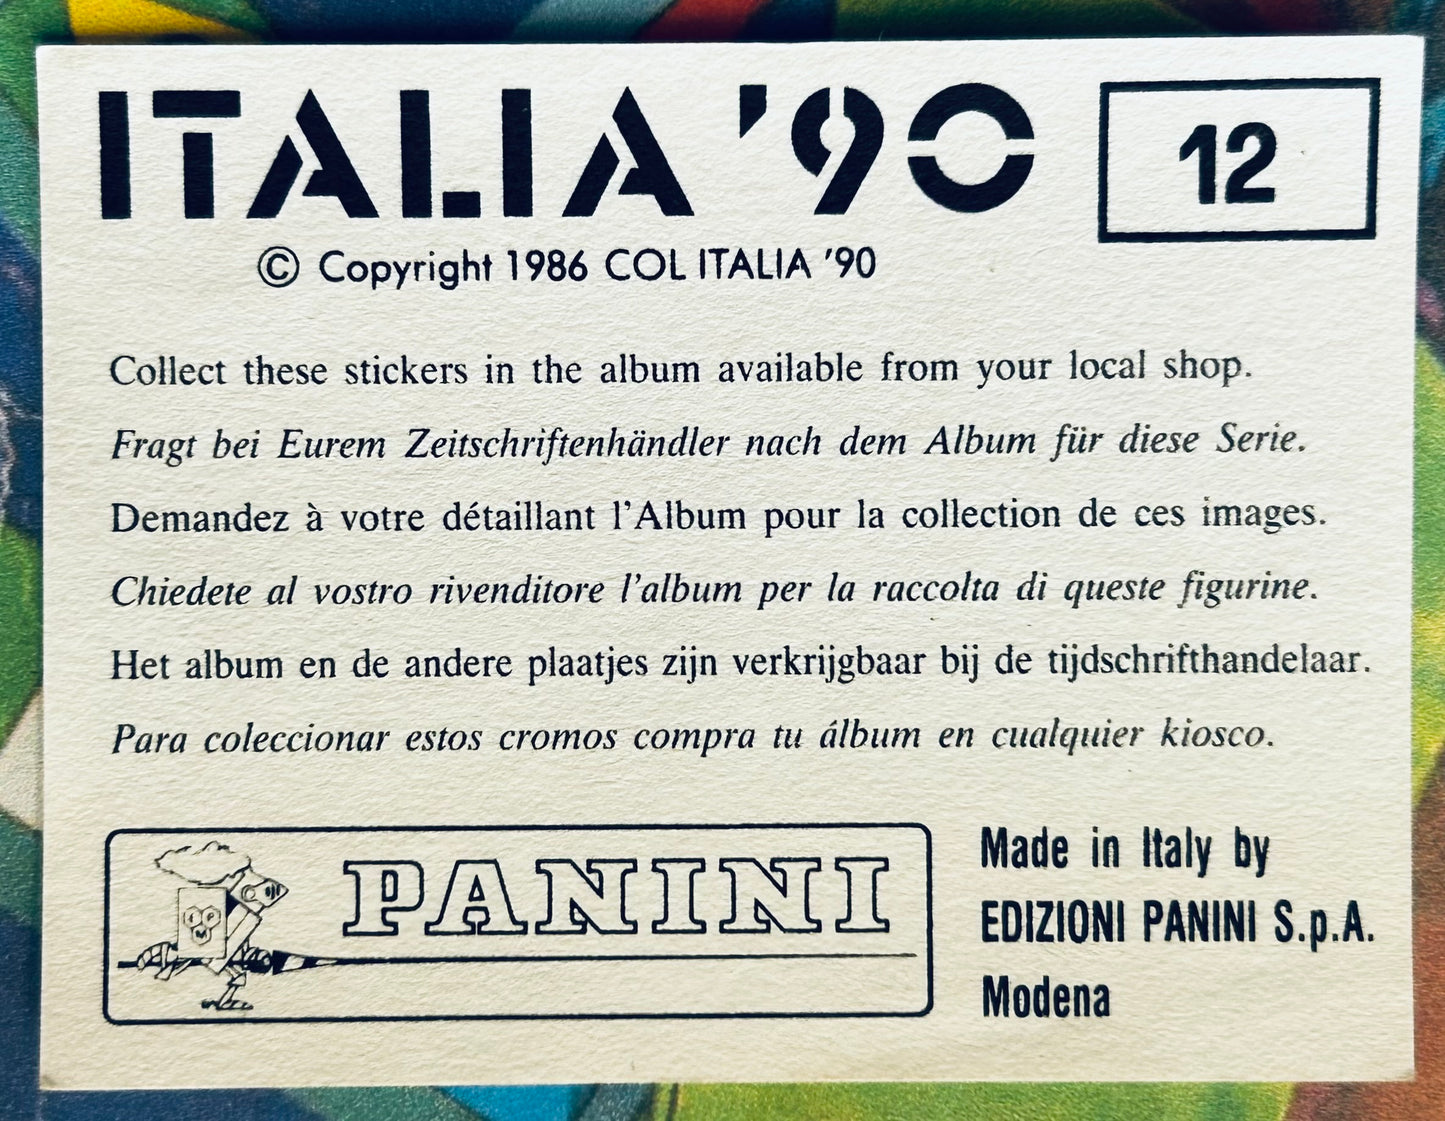 ITALIA '90
12
© Copyright 1986 COL ITALIA '90
Collect these stickers in the album available from your local shop.
Fragt bei Eurem Zeitschriftenhändler nach dem Album für diese Serie.
Demandez à votre détaillant l'Album pour la collection de ces images.
Chiedete al vostro rivenditore l'album per la raccolta di queste figurine.
Het album en de andere plaatjes zijn verkrijgbaar bij de tijdschrifthandelaar.
Para coleccionar estos cromos compra tu álbum en cualquier kiosco.
PANINI
Made in Italy by
EDIZIONI PANINI S.p.A.
Modena